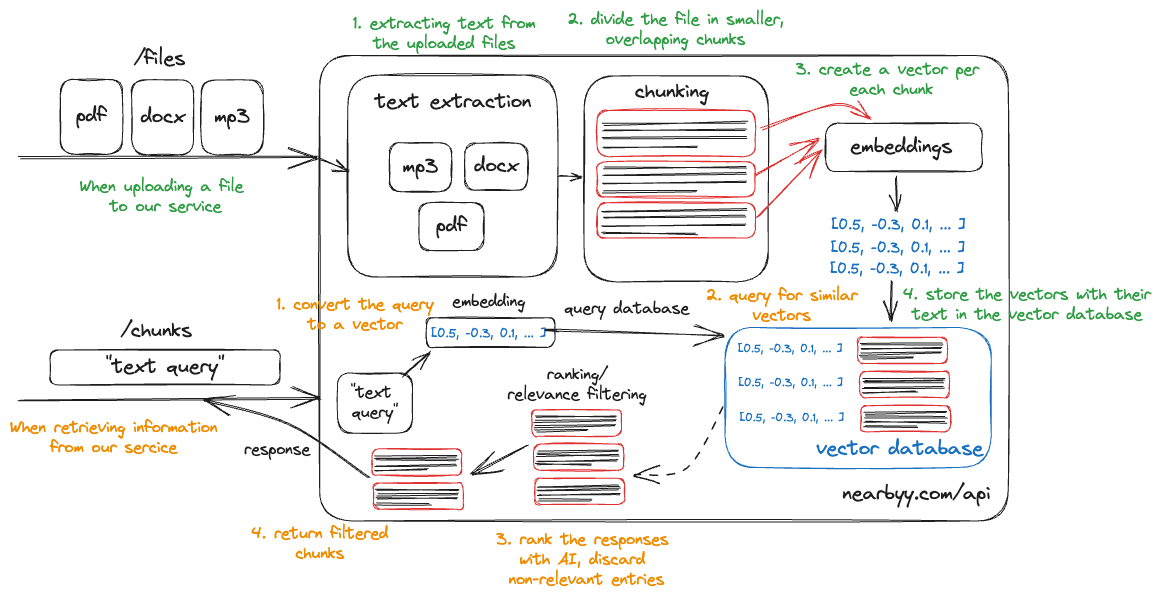 1. extracting text from
the uploaded files
2. divide the file in smaller,
overlapping chunks
/files
pdf
docx
mp3
When uploading a file
to our service
text extraction
mp3
docx
pdf
chunking
3. create a vector per
each chunk
embeddings
[0.5, -0.3, 0.1, ... ]
[0.5, -0.3, 0.1, ... ]
[0.5, -0.3, 0.1, ... ]
4. store the vectors with their
text in the vector database
/chunks
"text query"
When retrieving information
from our sercice
1. convert the query
to a vector
"text
query"
embedding
[0.5, -0.3, 0.1, ... ]
query database
2. query for similar
vectors
[0.5, -0.3, 0.1, ... ]
[0.5, -0.3, 0.1, ... ]
[0.5, -0.3, 0.1, ... ]
vector database
ranking/
relevance filtering
response
nearbyy.com/api
4. return filtered
chunks
3. rank the responses
with AI, discard
non-relevant entries